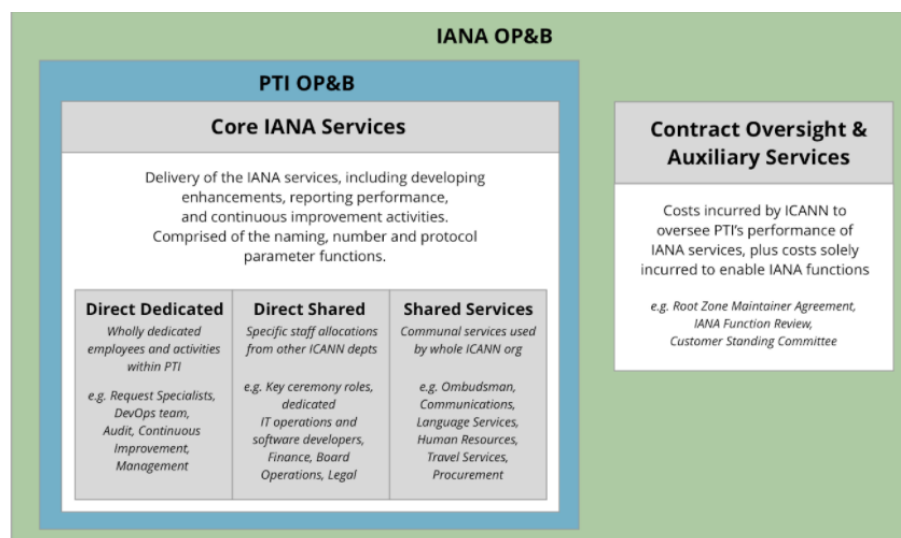 IANA OP&B
PTI OP&B
Core IANA Services
Delivery of the IANA services, including developing
enhancements, reporting performance,
and continuous improvement activities.
Comprised of the naming, number and protocol
parameter functions.
Direct Dedicated
Wholly dedicated
employees and activities
within PTI
e.g. Request Specialists,
DevOps team,
Audit, Continuous
Improvement,
Management
Direct Shared
Specific staff allocations
from other ICANN depts
e.g. Key ceremony roles,
dedicated
IT operations and
software developers,
Finance, Board
Operations, Legal
Shared Services
Communal services used
by whole ICANN org
e.g. Ombudsman,
Communications,
Language Services,
Human Resources,
Travel Services,
Procurement
Contract Oversight &
Auxiliary Services
Costs incurred by ICANN to
oversee PTI's performance of
IANA services, plus costs solely
incurred to enable IANA functions
e.g. Root Zone Maintainer Agreement,
IANA Function Review,
Customer Standing Committee